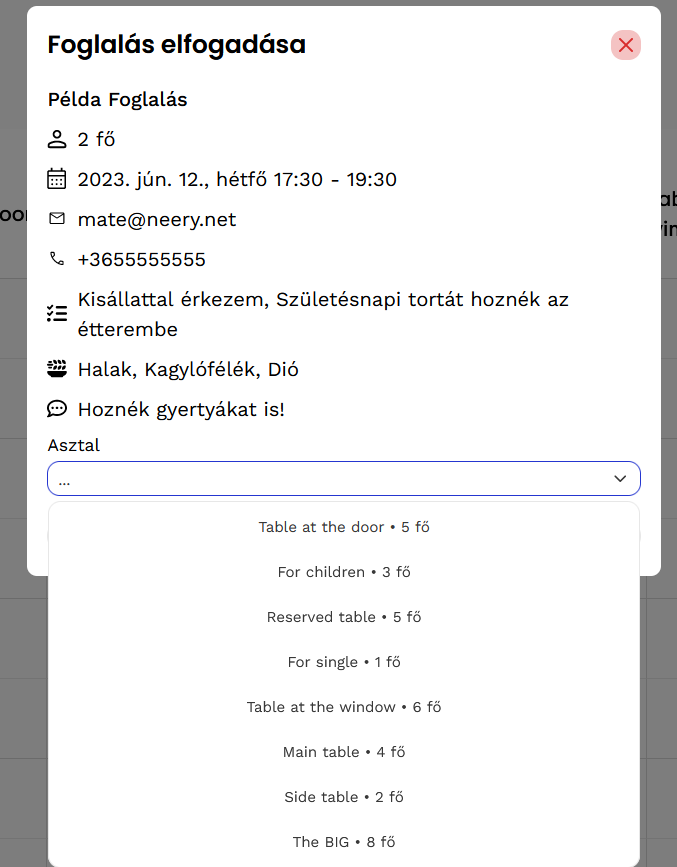 Foglalás elfogadása
Példa Foglalás
2 fő
2023. jún. 12., hétfő 17:30 - 19:30
mate@neery.net
+3655555555
Kisállattal érkezem, Születésnapi tortát hoznék az
étterembe
Halak, Kagylófélék, Dió
Hoznék gyertyákat is!
Asztal
...
Table at the door • 5 fő
For children • 3 fő
Reserved table • 5 fő
For single • 1 fő
Table at the window • 6 fő
Main table • 4 fő
Side table • 2 fő
The BIG • 8 fő